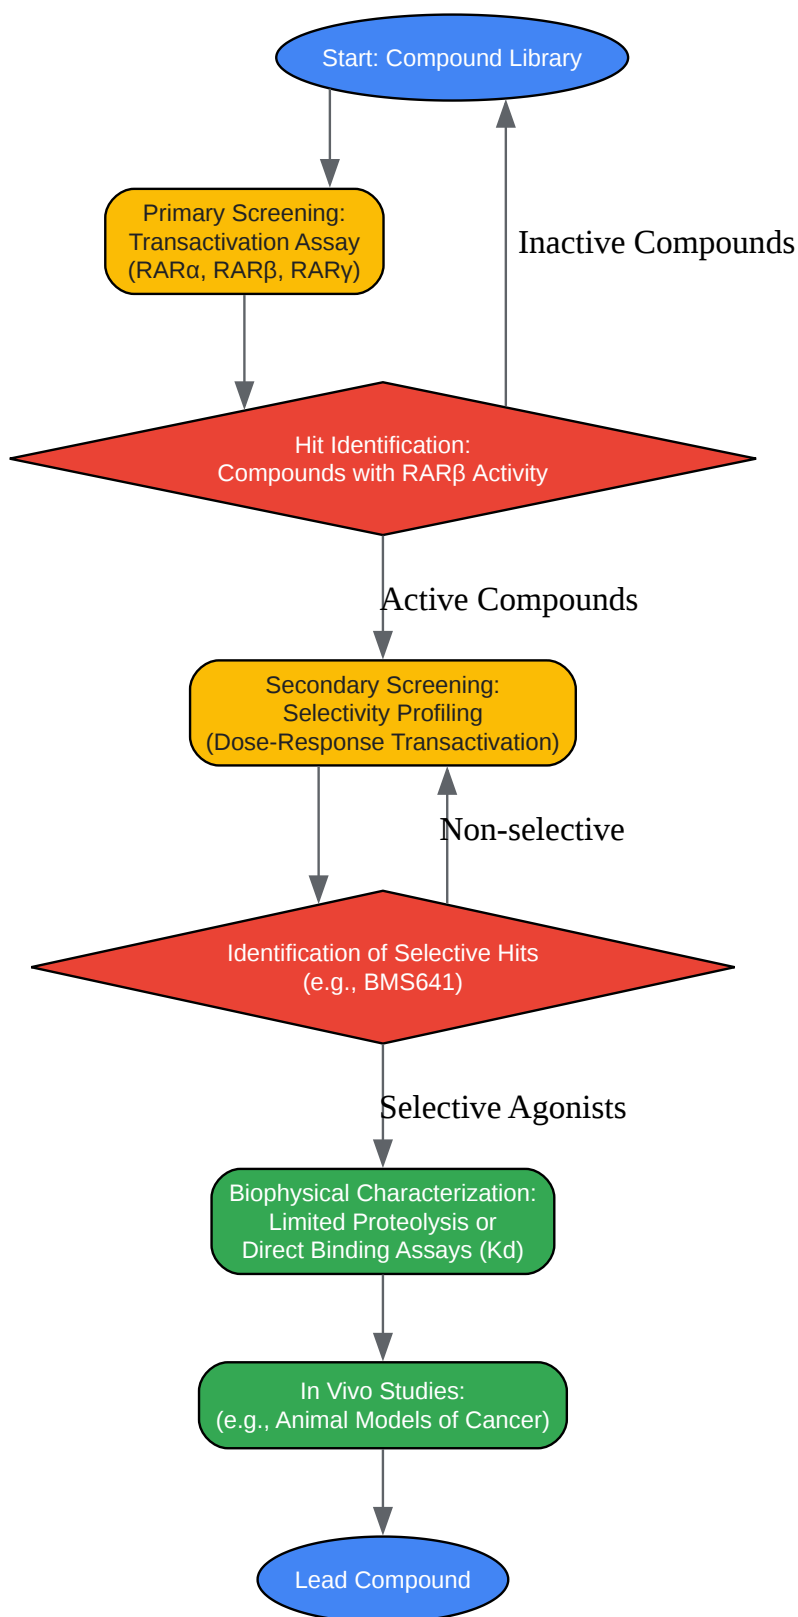 Start: Compound Library
Primary Screening:
Transactivation Assay
(RARα, RARβ, RARγ)
Inactive Compounds
Hit Identification:
Compounds with RARβ Activity
Active Compounds
Secondary Screening:
Selectivity Profiling
(Dose-Response Transactivation)
Non-selective
Identification of Selective Hits
(e.g., BMS641)
Selective Agonists
Biophysical Characterization:
Limited Proteolysis or
Direct Binding Assays (Kd)
In Vivo Studies:
(e.g., Animal Models of Cancer)
Lead Compound